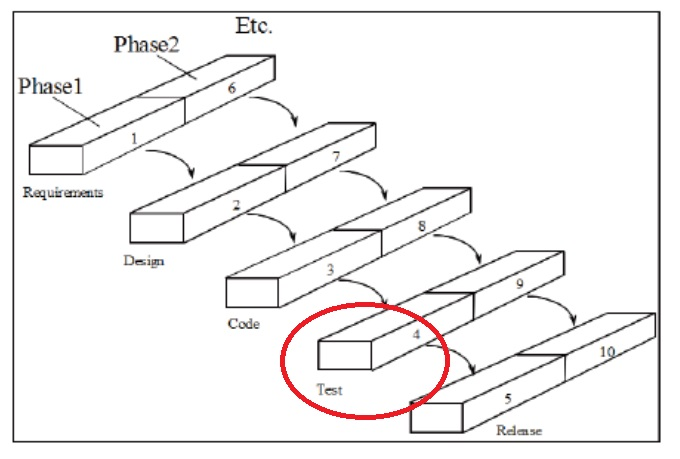 Etc.
Phase2
Phase1
6
1
Requirements
7
2
Design
8
3
Code
9
4
Test
10
5
Release